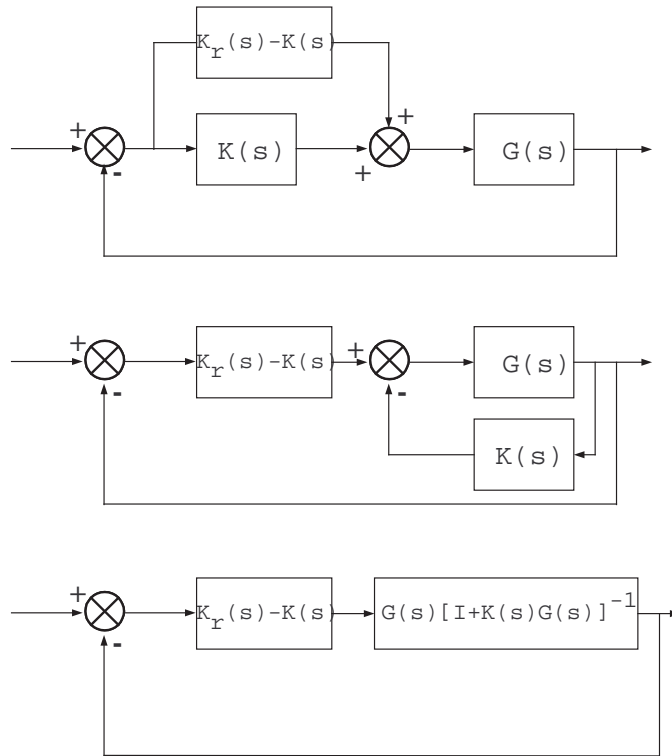 K_r(s)-K(s)
+
+
K(s)
G(s)
-
+
+
K_r(s)-K(s)
+
G(s)
-
-
K(s)
+
K_r(s)-K(s)
G(s)[I+K(s)G(s)]^-1
-